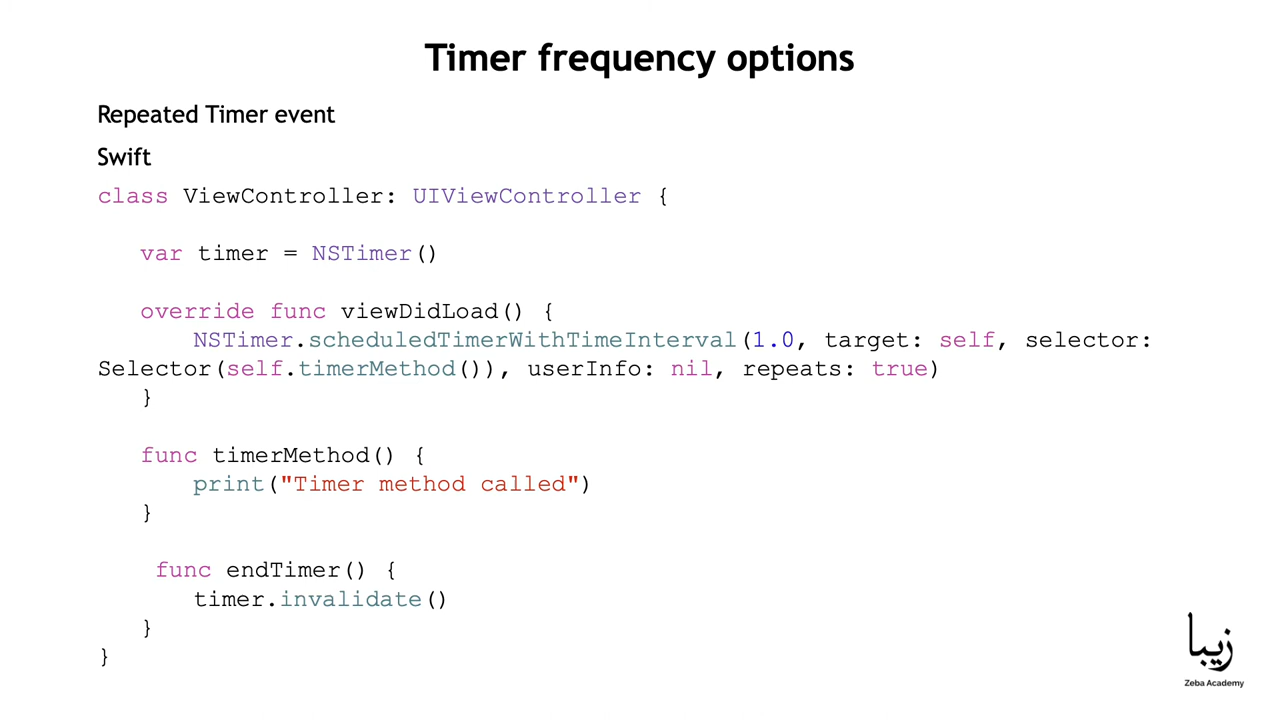 Timer frequency options
Repeated Timer event
Swift
class ViewController: UIViewController {
var timer = NSTimer()
override func viewDidLoad() {
NSTimer.scheduledTimerWithTimeInterval(1.0, target: self, selector:
Selector(self.timerMethod()), userInfo: nil, repeats: true)
}
func timerMethod() {
print("Timer method called")
}
func endTimer() {
timer.invalidate()
}
}
زيبا
Zeba Academy